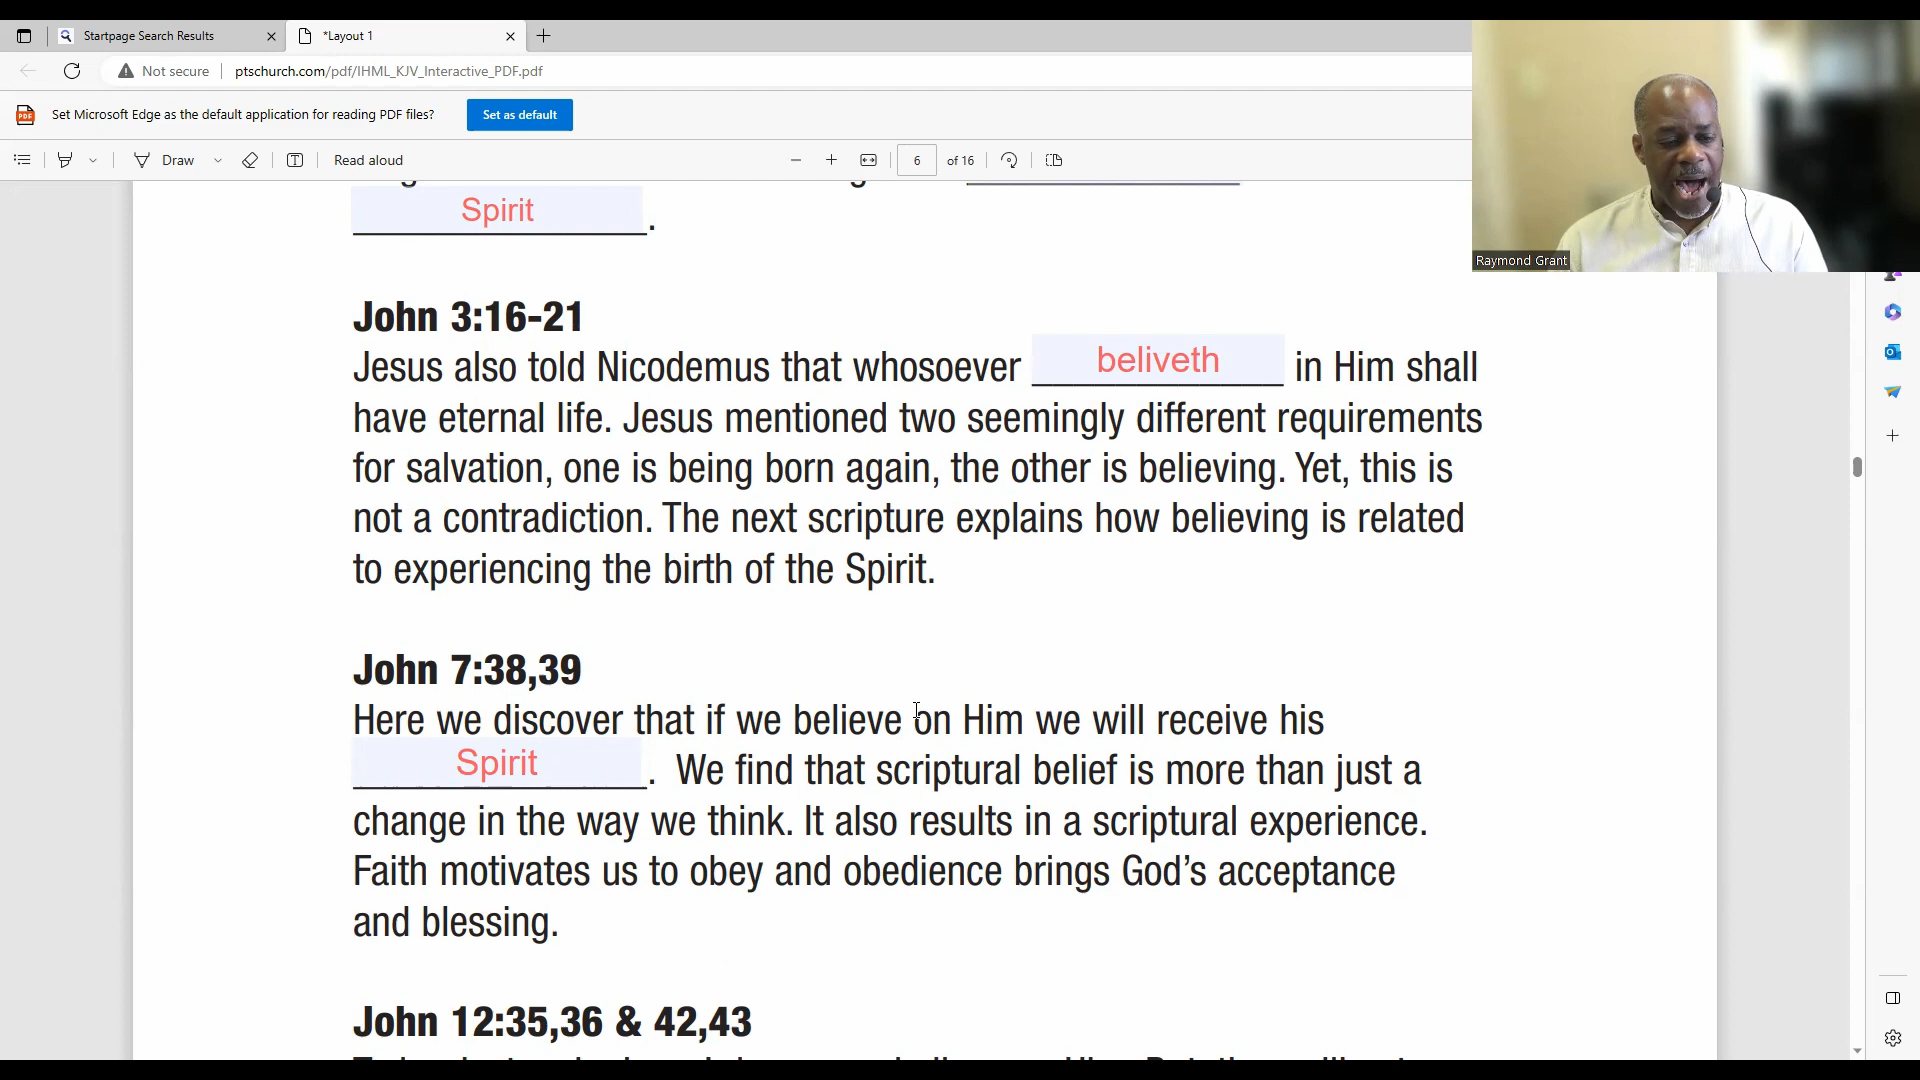 Startpage Search Results
*Layout 1
Not secure
ptschurch.com/pdf/IHML_KJV_Interactive_PDF.pdf
Set Microsoft Edge as the default application for reading PDF files?
Set as default
Draw
Read aloud
6
of 16
Raymond Grant
Spirit.
John 3:16-21
Jesus also told Nicodemus that whosoever beliveth in Him shall
have eternal life. Jesus mentioned two seemingly different requirements
for salvation, one is being born again, the other is believing. Yet, this is
not a contradiction. The next scripture explains how believing is related
to experiencing the birth of the Spirit.
John 7:38,39
Here we discover that if we believe on Him we will receive his
Spirit. We find that scriptural belief is more than just a
change in the way we think. It also results in a scriptural experience.
Faith motivates us to obey and obedience brings God’s acceptance
and blessing.
John 12:35,36 & 42,43